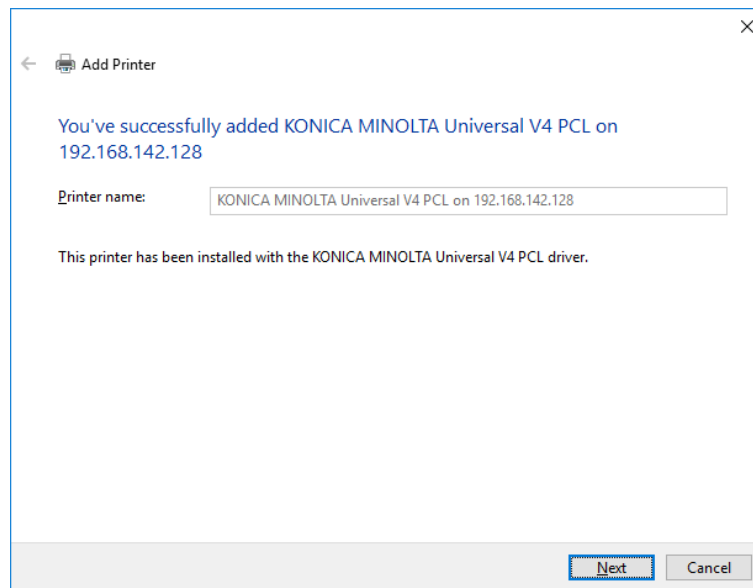 Add Printer
You've successfully added KONICA MINOLTA Universal V4 PCL on
192.168.142.128
Printer name: KONICA MINOLTA Universal V4 PCL on 192.168.142.128
This printer has been installed with the KONICA MINOLTA Universal V4 PCL driver.
Next Cancel